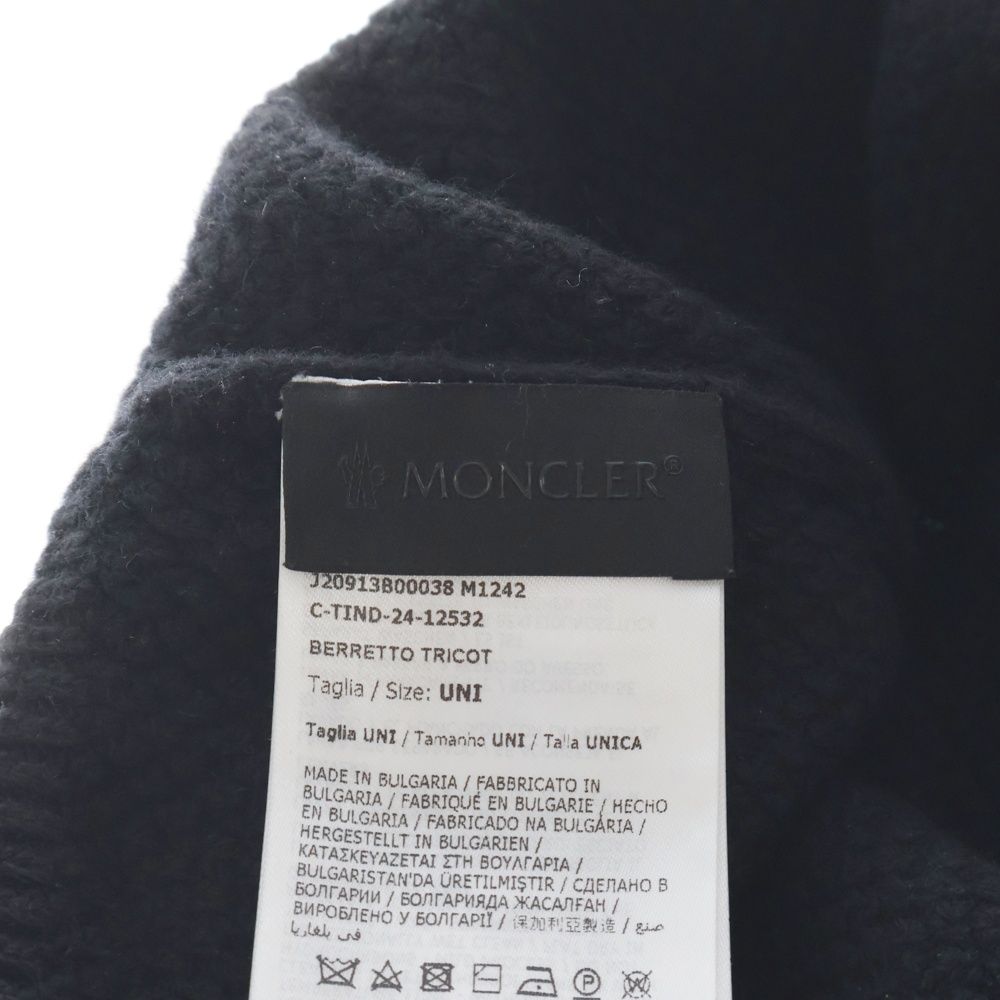 MONCLER®
J20913B00038 M1242
C-TIND-24-12532
BERRETTO TRICOT
Taglia / Size: UNI
Taglia UNI / Tamanho UNI / Talla UNICA
MADE IN BULGARIA / FABBRICATO IN
BULGARIA / FABRIQUÉ EN BULGARIE / HECHO
EN BULGARIA / FABRICADO NA BULGÁRIA /
HERGESTELLT IN BULGARIEN /
ΚΑΤΑΣΚΕΥΑΖΕΤΑΙ ΣΤΗ ΒΟΥΛΓΑΡΙΑ /
BULGARISTAN'DA ÜRETILMIŞTIR / СДЕЛАНО В
БОЛГАРИИ / БОЛГАРИЯДА ЖАСАЛҒАН /
ВИРОБЛЕНО У БОЛГАРІЇ / 保加利亞製造 / صنع
في بلغاريا
P
W